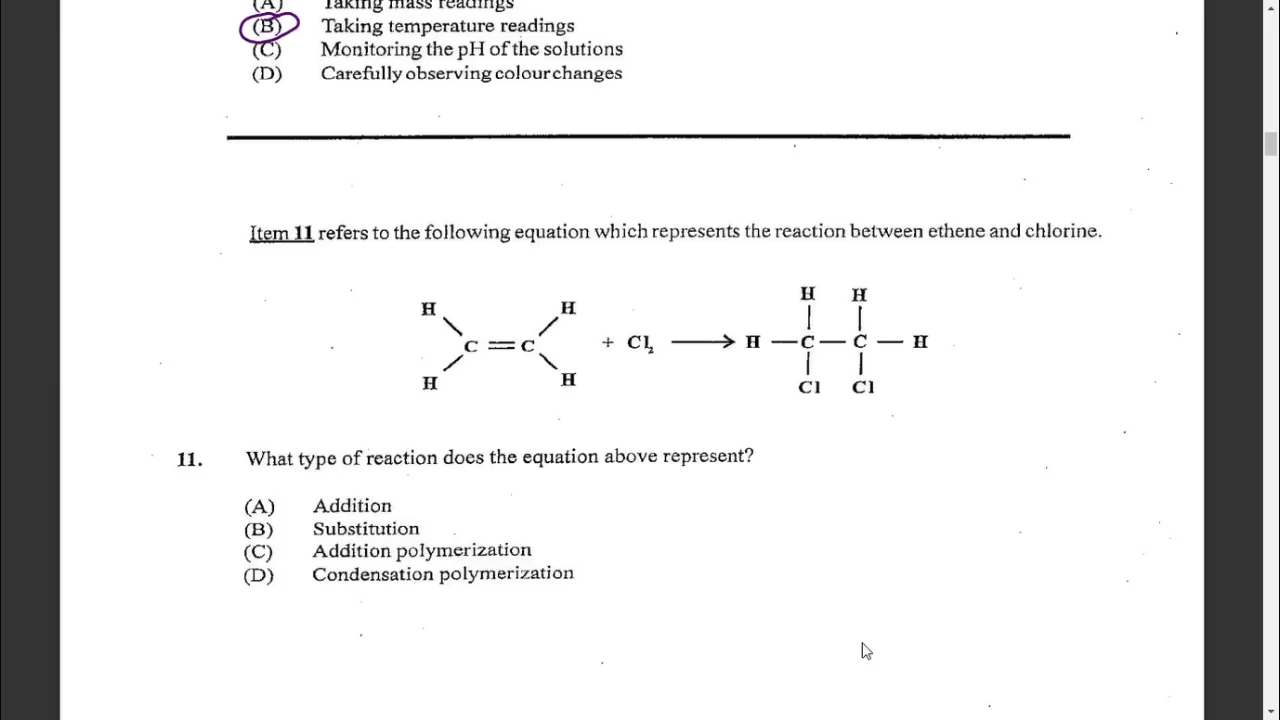 (A) Taking mass readings
(B) Taking temperature readings
(C) Monitoring the pH of the solutions
(D) Carefully observing colour changes
Item 11 refers to the following equation which represents the reaction between ethene and chlorine.
H H H H
C = C + Cl₂ → H — C — C — H
H H Cl Cl
11. What type of reaction does the equation above represent?
(A) Addition
(B) Substitution
(C) Addition polymerization
(D) Condensation polymerization